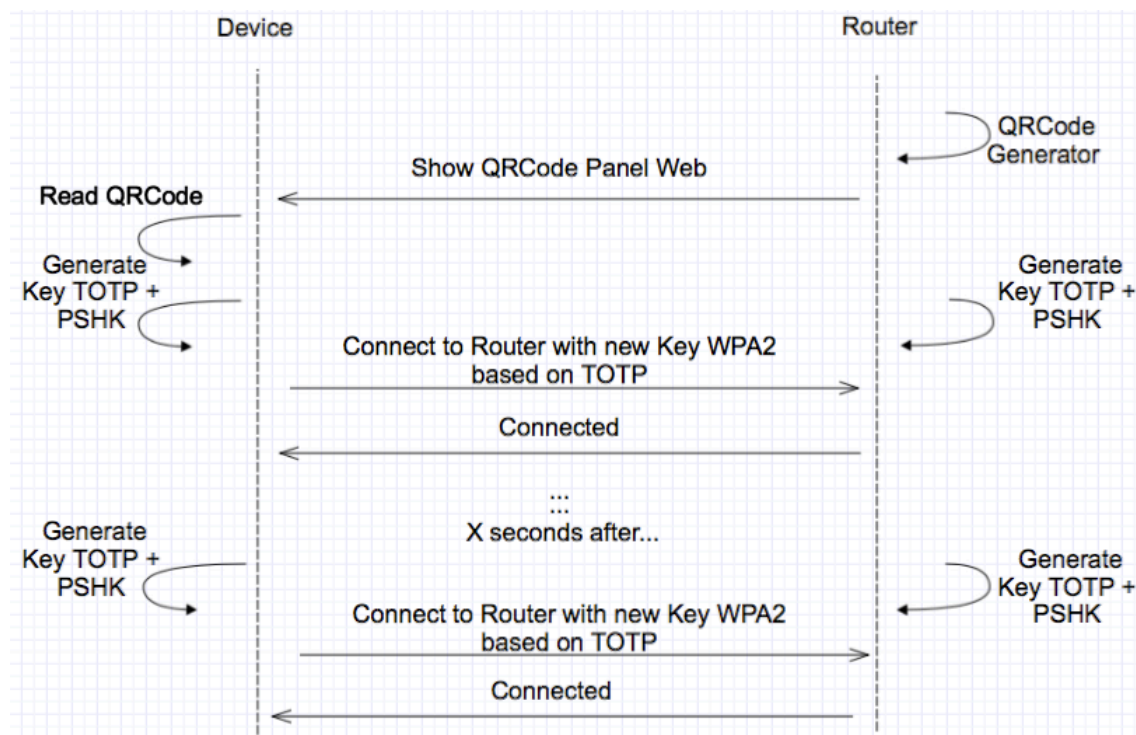 Device
Router
QRCode
Generator
Show QRCode Panel Web
Read QRCode
Generate
Key TOTP +
PSHK
Generate
Key TOTP +
PSHK
Connect to Router with new Key WPA2
based on TOTP
Connected
...
...
X seconds after...
Generate
Key TOTP +
PSHK
Generate
Key TOTP +
PSHK
Connect to Router with new Key WPA2
based on TOTP
Connected